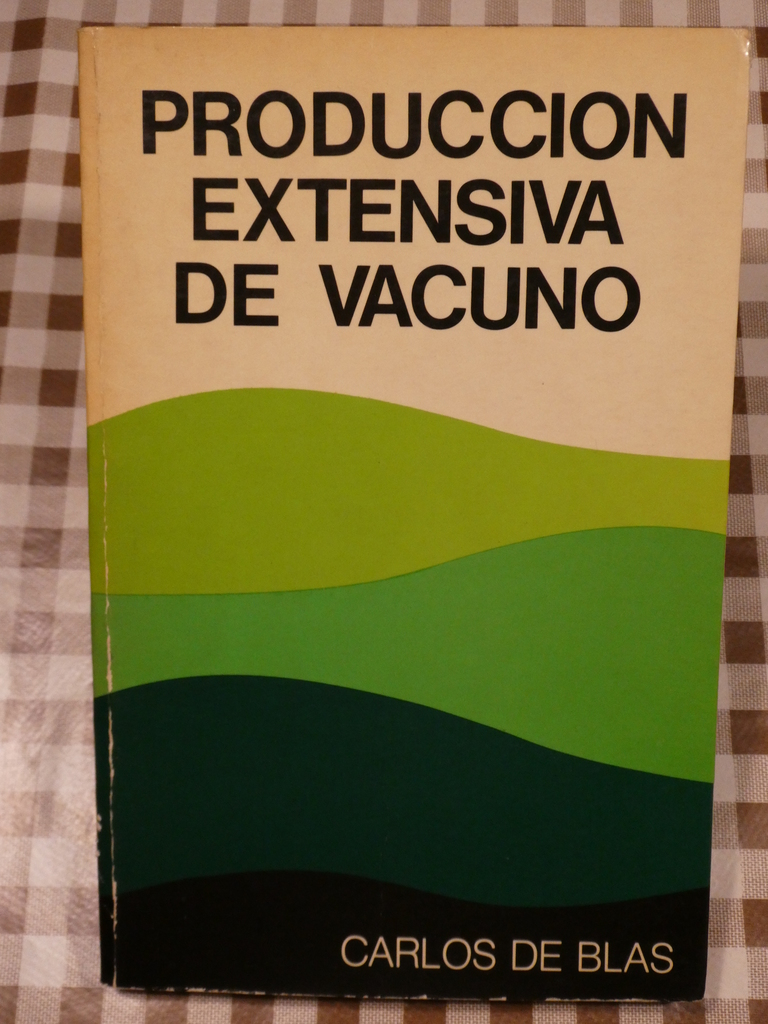 PRODUCCION
EXTENSIVA
DE VACUNO
CARLOS DE BLAS